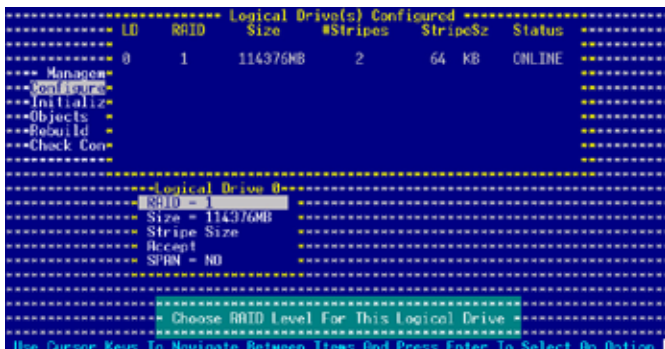 Logical Drive(s) Configured
LD RAID Size #Stripes StripeSz Status
0 1 114376MB 2 64 KB ONLINE
Managem
Configure
Initializ
Objects
Rebuild
Check Con
Logical Drive 0
RAID = 1
Size = 114376MB
Stripe Size
Accept
SPAN = NO
Choose RAID Level For This Logical Drive
Use Cursor Keys To Navigate Between Items And Press Enter To Select An Option